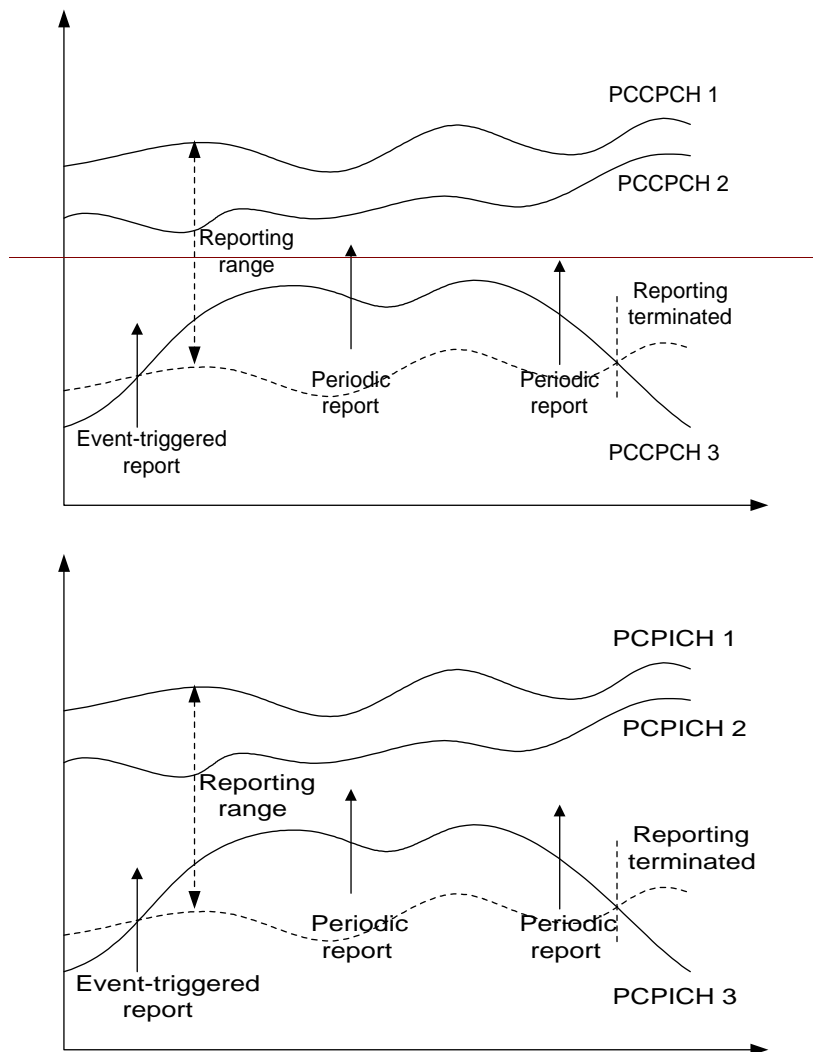 PCCPCH 1
PCCPCH 2
Reporting
range
Reporting
terminated
Periodic
report
Periodic
report
Event-triggered
report
PCCPCH 3
PCPICH 1
PCPICH 2
Reporting
range
Reporting
terminated
Periodic
report
Periodic
report
Event-triggered
report
PCPICH 3